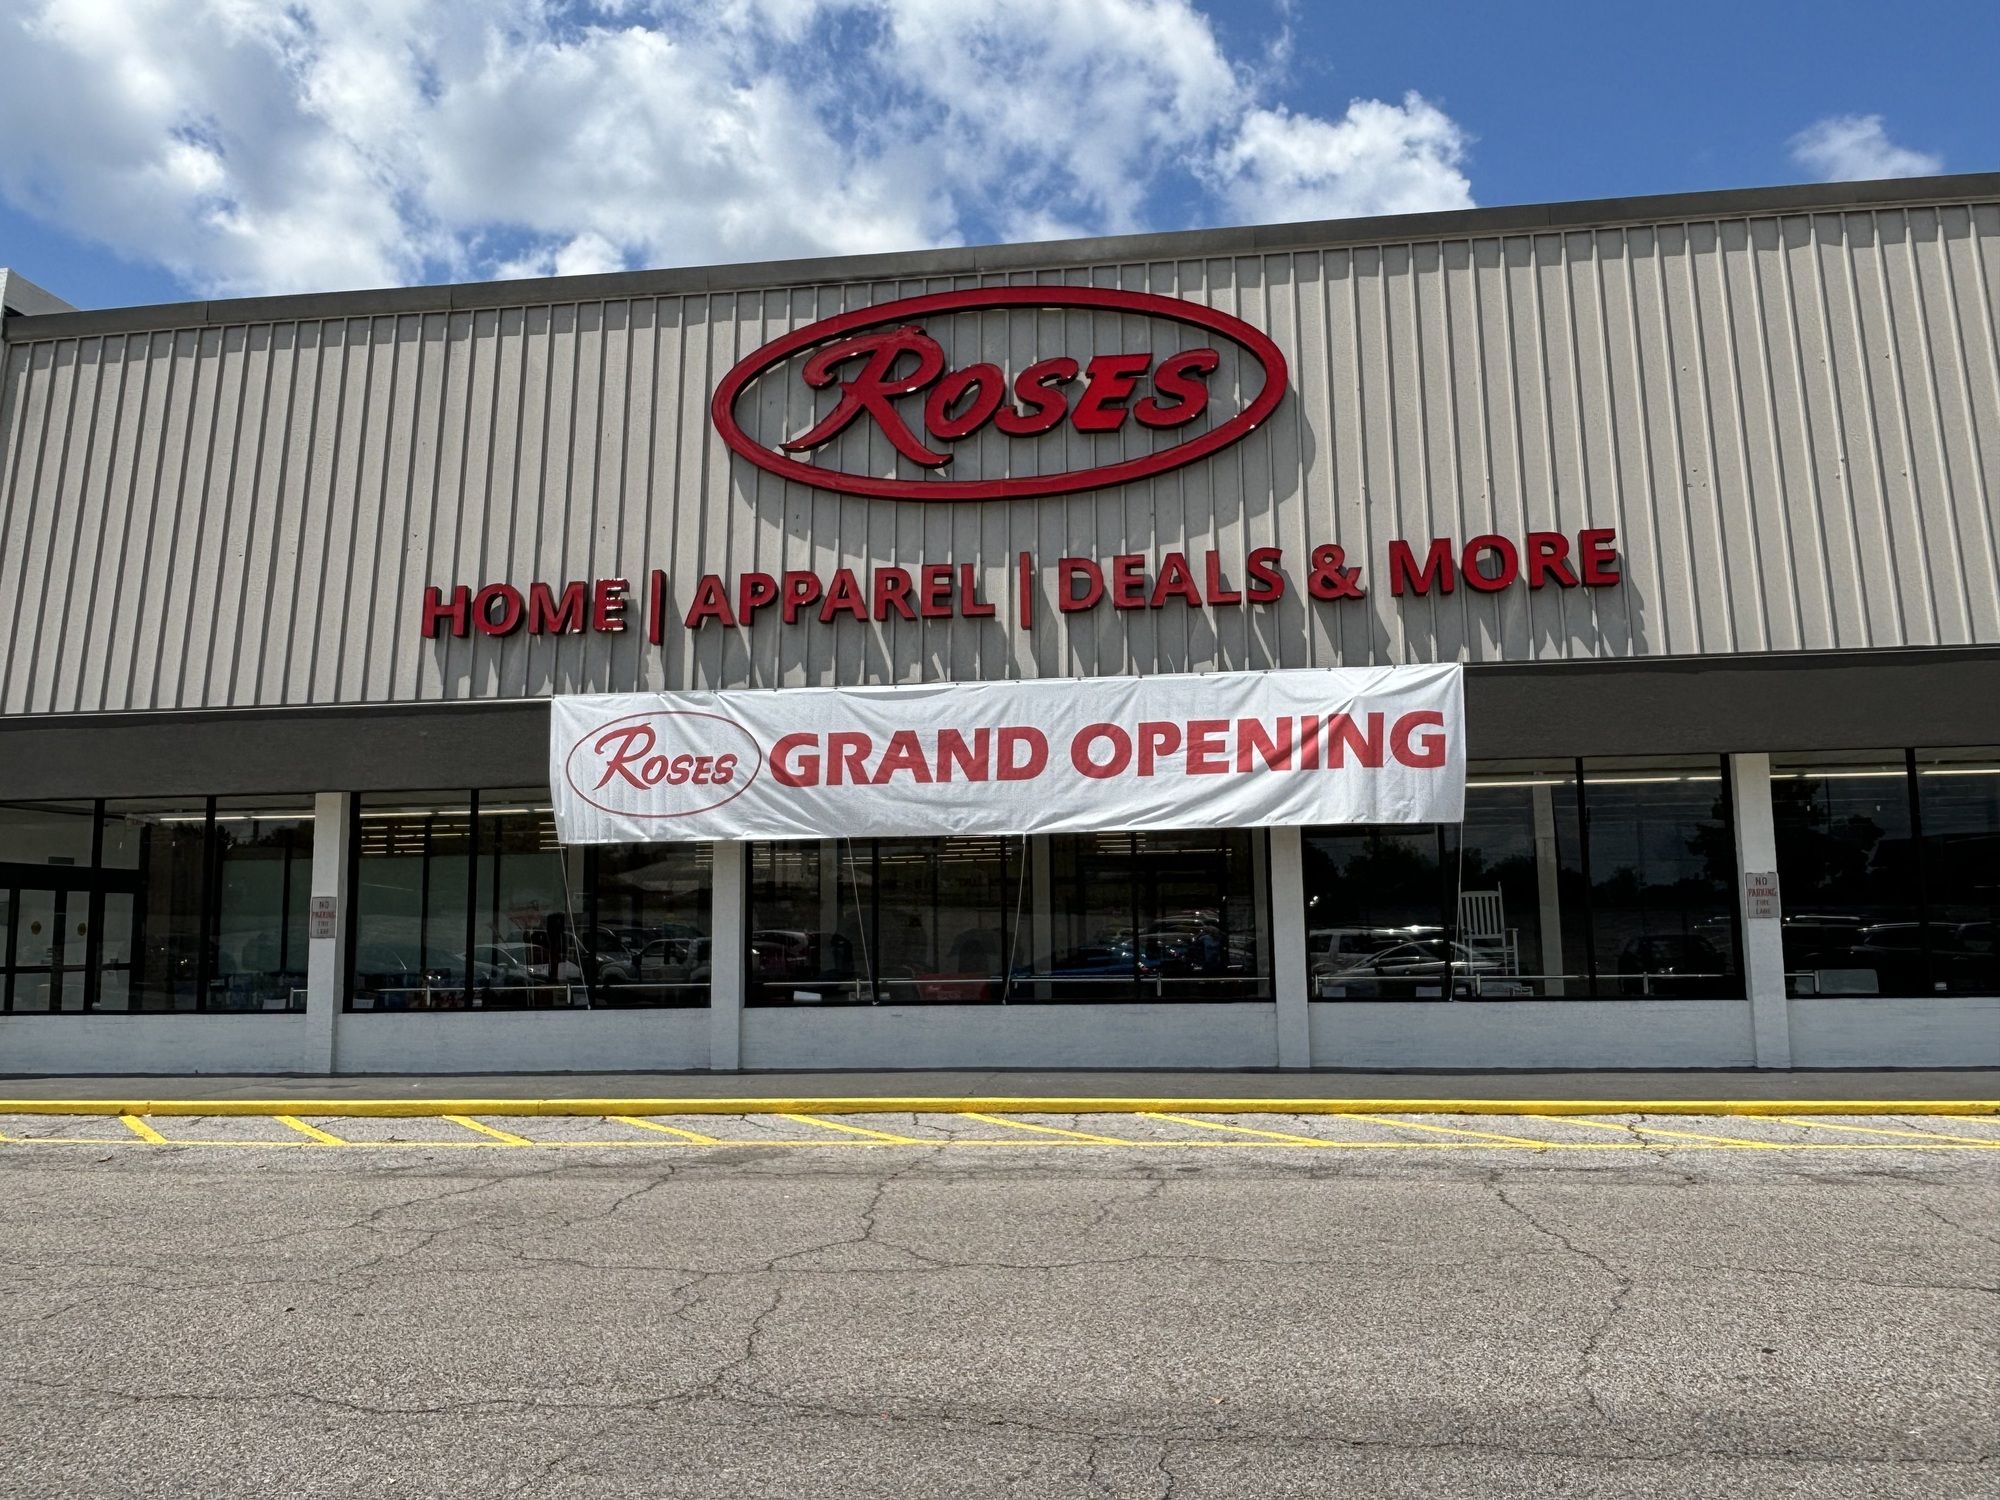 ROSES
HOME | APPAREL | DEALS & MORE
ROSES GRAND OPENING
NO
PARKING
FIRE
LANE
NO
PARKING
FIRE
LANE